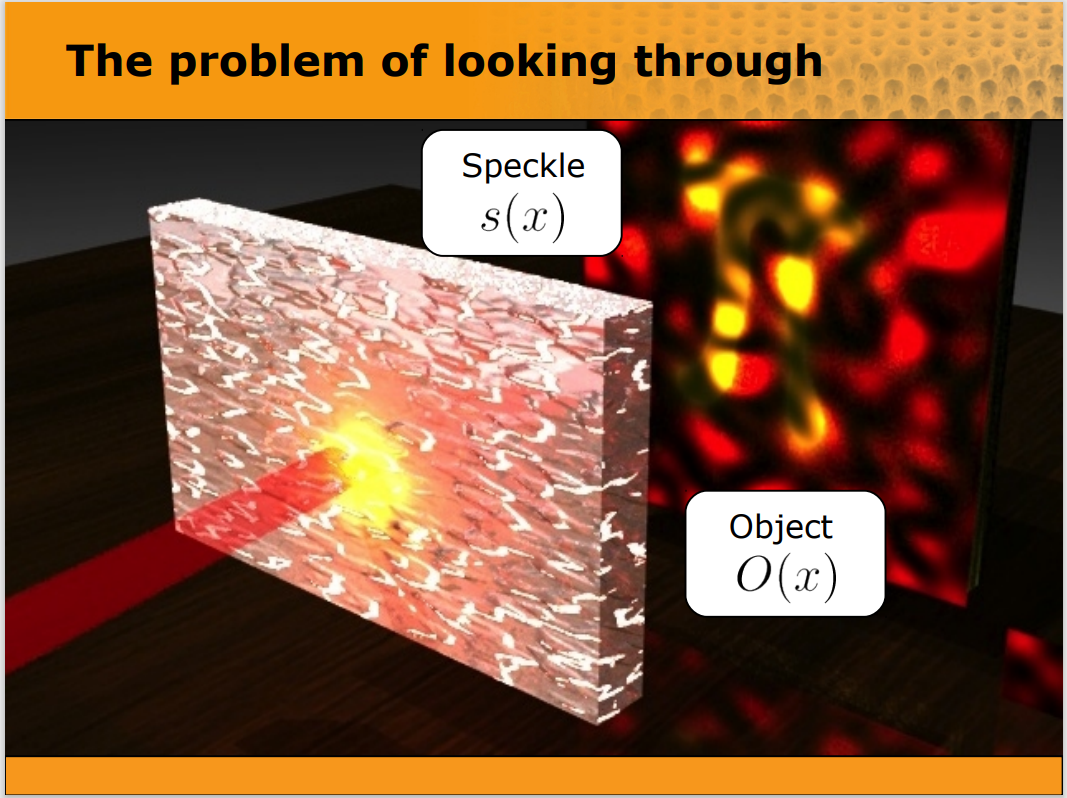 The problem of looking through
Speckle
s(x)
Object
O(x)